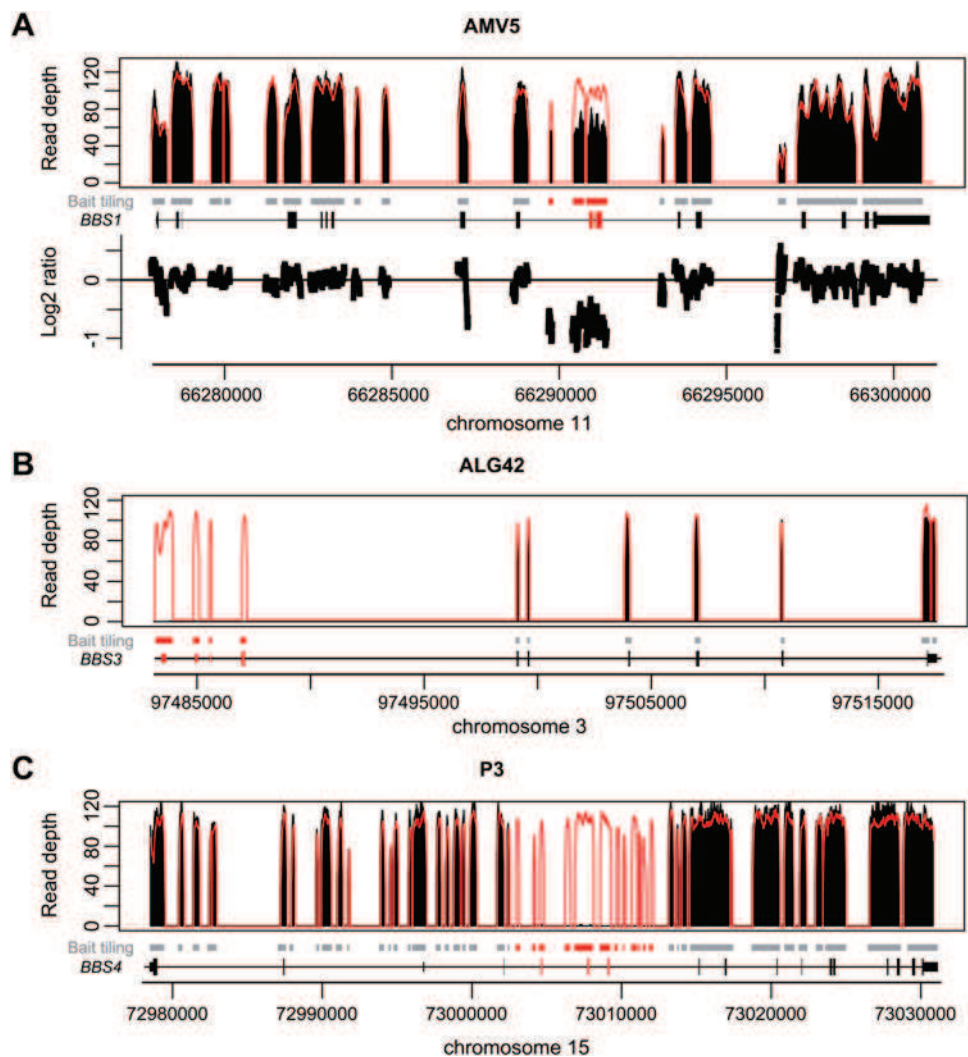 A
AMV5
Read depth
120
80
40
0
Bait tiling
BBS1
Log2 ratio
0
-1
66280000 66285000 66290000 66295000 66300000
chromosome 11
B
ALG42
Read depth
120
80
40
0
Bait tiling
BBS3
97485000 97495000 97505000 97515000
chromosome 3
C
P3
Read depth
120
80
40
0
Bait tiling
BBS4
72980000 72990000 73000000 73010000 73020000 73030000
chromosome 15